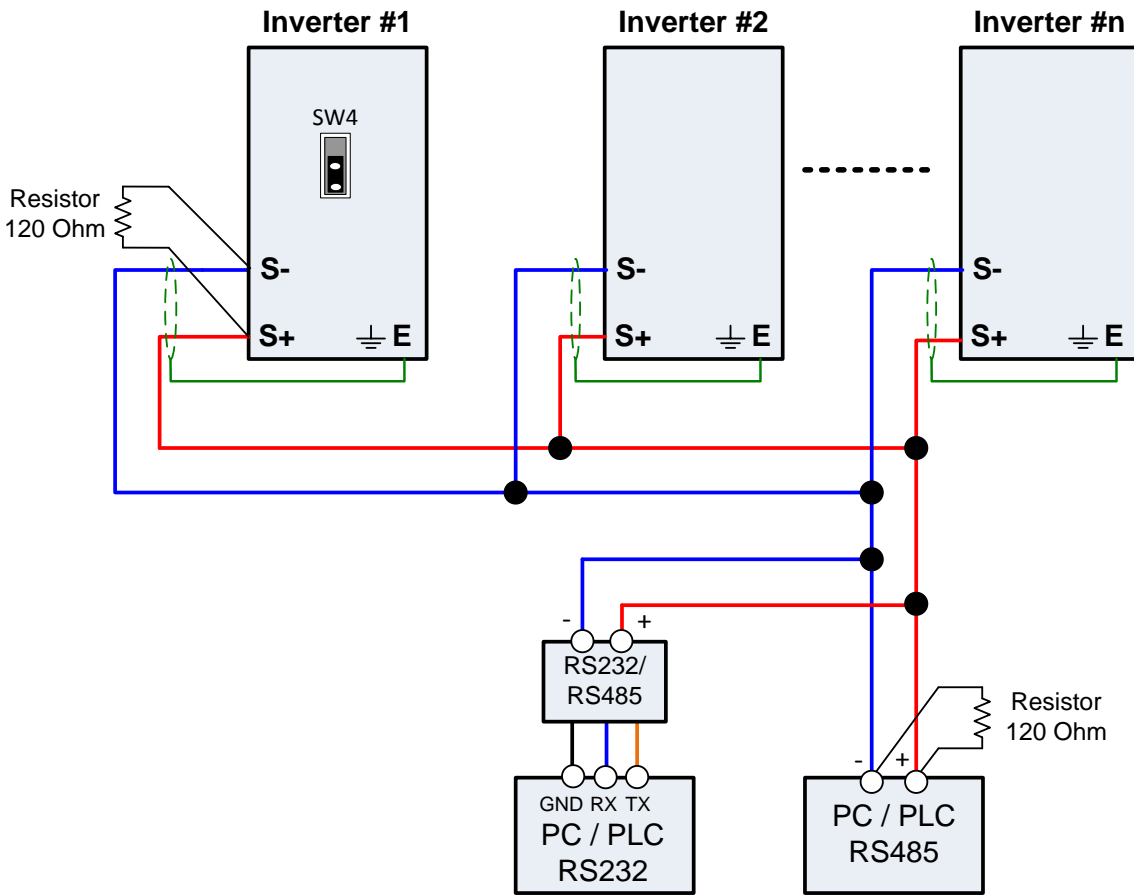 Inverter #1
Inverter #2
Inverter #n
SW4
Resistor
120 Ohm
S-
S+
E
S-
S+
E
S-
S+
E
-
+
RS232/
RS485
GND RX TX
PC / PLC
RS232
-
+
PC / PLC
RS485
Resistor
120 Ohm